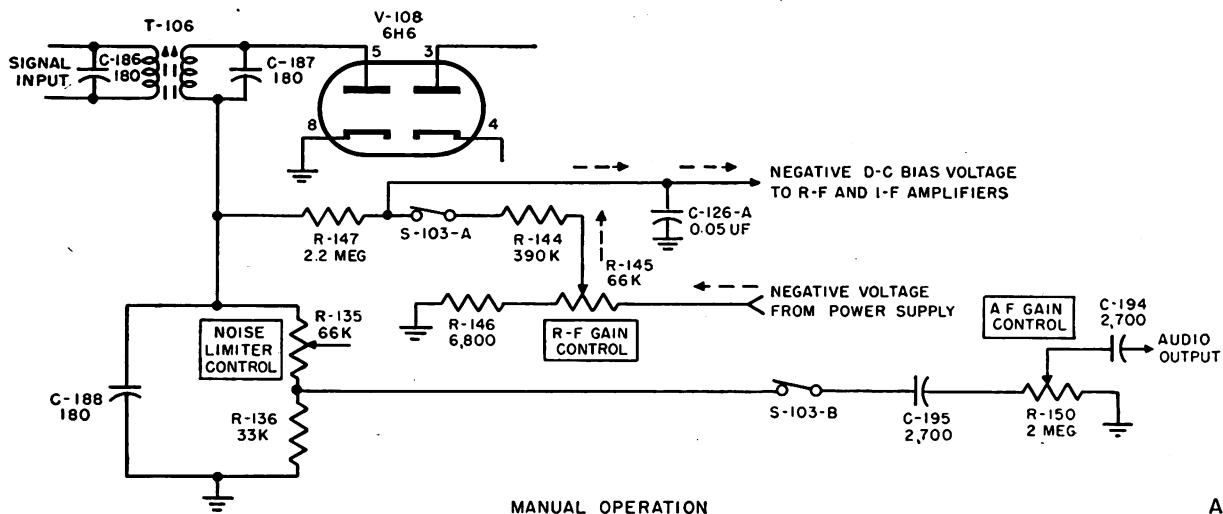 T-106
V-108
6H6
SIGNAL
INPUT
C-186
180
C-187
180
5
3
8
4
NEGATIVE D-C BIAS VOLTAGE
TO R-F AND I-F AMPLIFIERS
R-147
2.2 MEG
S-103-A
R-144
390 K
C-126-A
0.05 UF
R-145
66K
NEGATIVE VOLTAGE
FROM POWER SUPPLY
R-146
6,800
R-F GAIN
CONTROL
R-135
66K
NOISE
LIMITER
CONTROL
A F GAIN
CONTROL
C-194
2,700
AUDIO
OUTPUT
C-188
180
R-136
33K
S-103-B
C-195
2,700
R-150
2 MEG
MANUAL OPERATION
A